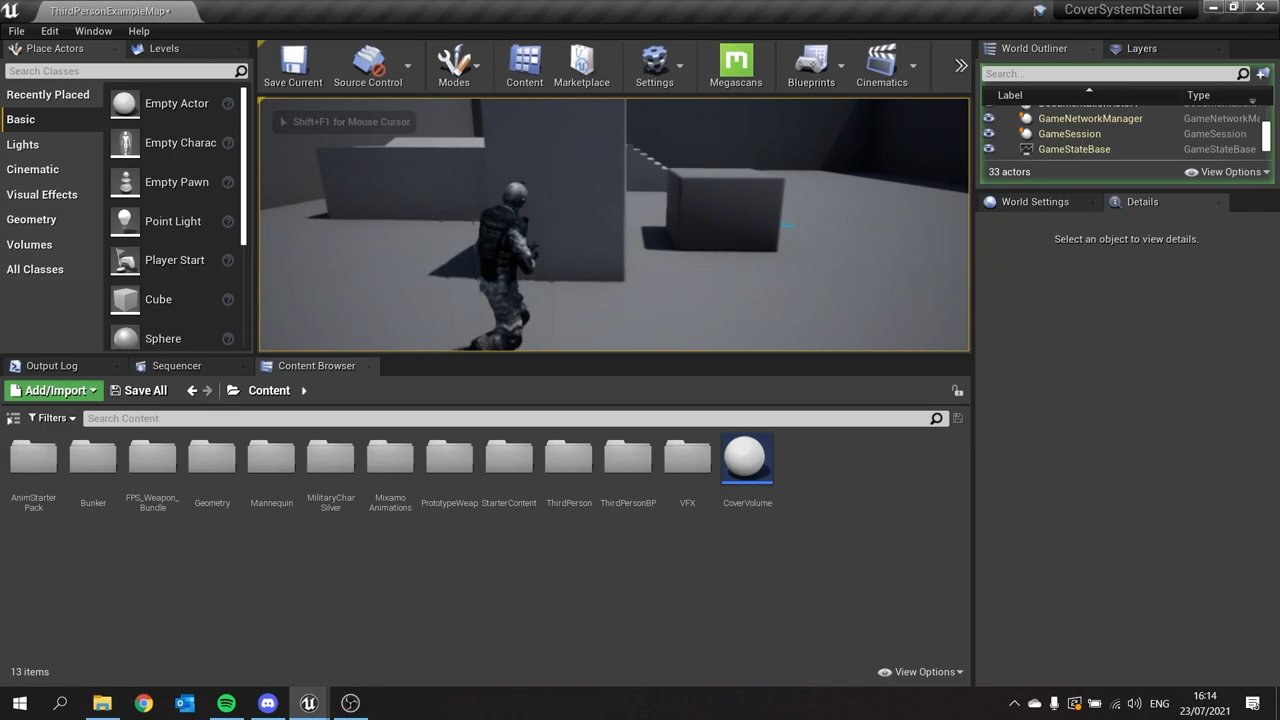 ThirdPersonExampleMap•
CoverSystemStarter
File Edit Window Help
Place Actors
Levels
Search Classes
Recently Placed
Basic
Lights
Cinematic
Visual Effects
Geometry
Volumes
All Classes
Empty Actor
Empty Charac
Empty Pawn
Point Light
Player Start
Cube
Sphere
Save Current
Source Control
Modes
Content
Marketplace
Settings
Megascans
Blueprints
Cinematics
Shift+F1 for Mouse Cursor
World Outliner
Layers
Search...
Label Type
GameNetworkManager GameNetworkMa
GameSession GameSession
GameStateBase GameStateBase
33 actors
View Options
World Settings
Details
Select an object to view details.
Output Log
Sequencer
Content Browser
Add/Import
Save All
Content
Filters
Search Content
AnimStarter
Pack
Bunker
FPS_Weapon_
Bundle
Geometry
Mannequin
MilitaryChar
Silver
Mixamo
Animations
PrototypeWeap
StarterContent
ThirdPerson
ThirdPersonBP
VFX
CoverVolume
13 items
View Options
ENG
16:14
23/07/2021